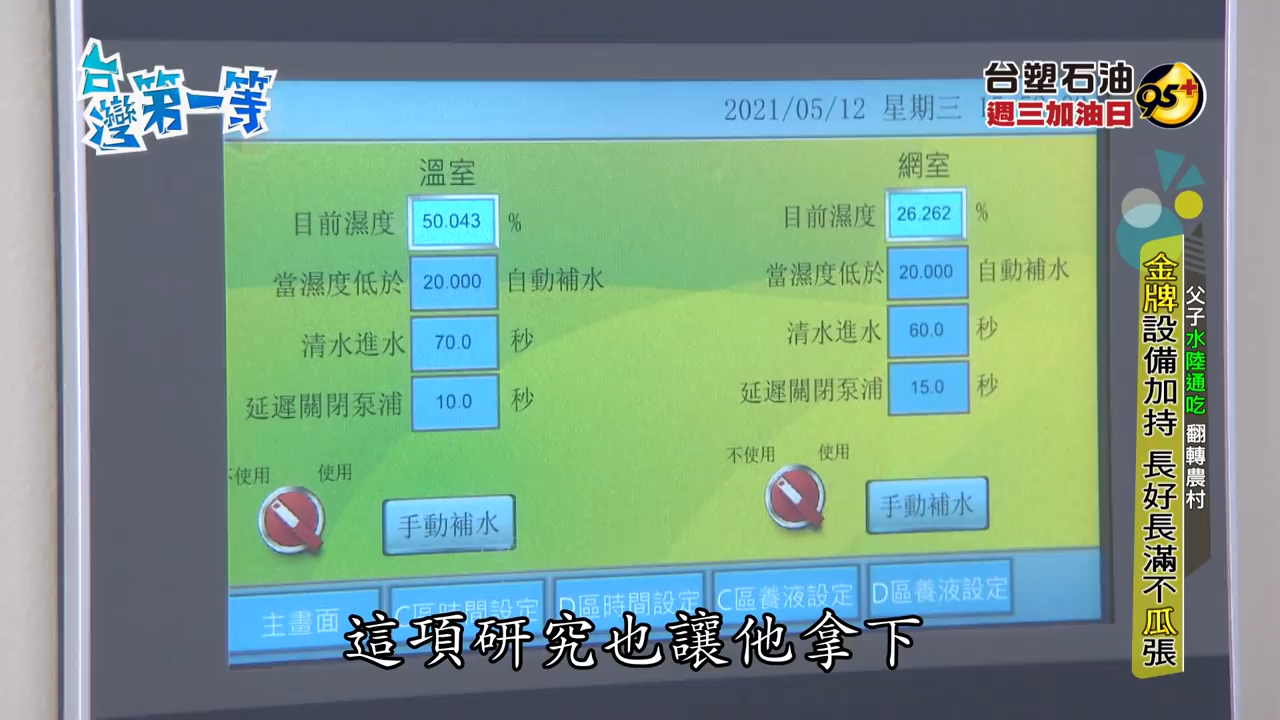 台灣第一等
台塑石油
週三加油日
95+
2021/05/12 星期三
溫室
目前濕度 50.043 %
當濕度低於 20.000 自動補水
清水進水 70.0 秒
延遲關閉泵浦 10.0 秒
不使用 使用
手動補水
網室
目前濕度 26.262 %
當濕度低於 20.000 自動補水
清水進水 60.0 秒
延遲關閉泵浦 15.0 秒
不使用 使用
手動補水
主畫面 C區時間設定 D區時間設定 C區養液設定 D區養液設定
父子水陸通吃 翻轉農村
金牌設備加持 長好長滿不瓜張
這項研究也讓他拿下